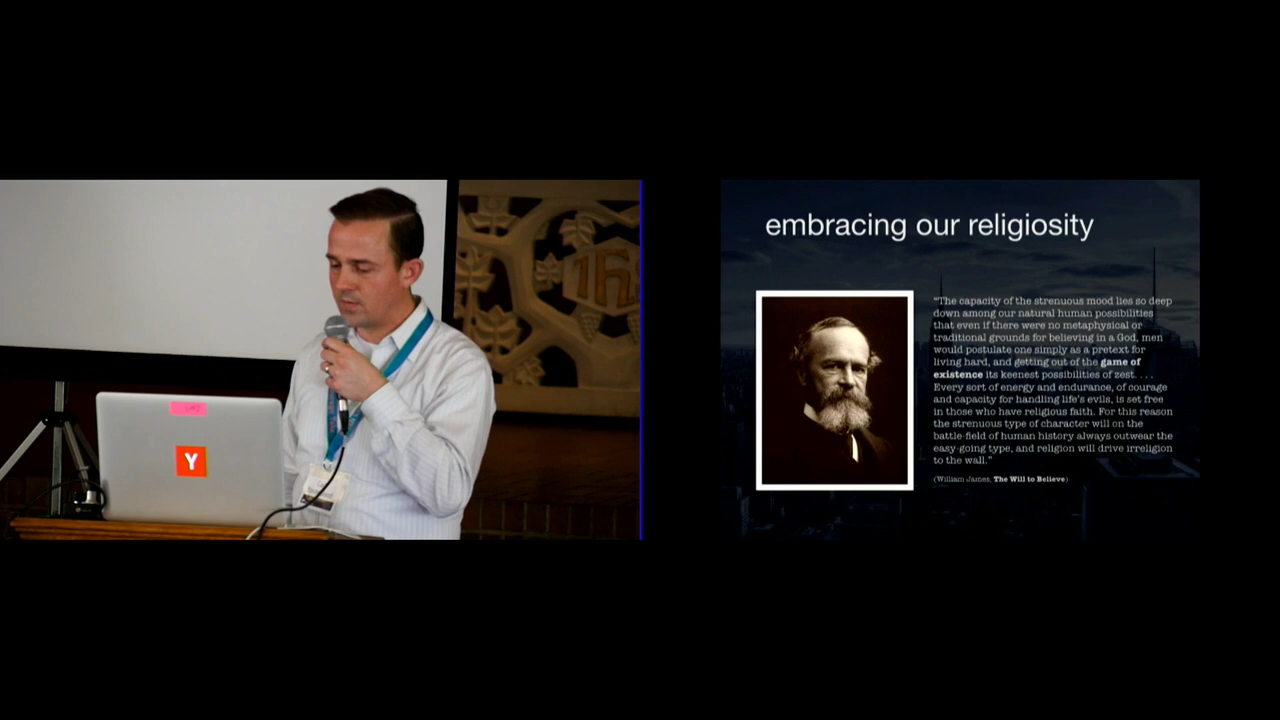 IHS
Y
embracing our religiosity
“The capacity of the strenuous mood lies so deep
down among our natural human possibilities
that even if there were no metaphysical or
traditional grounds for believing in a God, men
would postulate one simply as a pretext for
living hard, and getting out of the game of
existence its keenest possibilities of zest. . . .
Every sort of energy and endurance, of courage
and capacity for handling life's evils, is set free
in those who have religious faith. For this reason
the strenuous type of character will on the
battle-field of human history always outwear the
easy-going type, and religion will drive irreligion
to the wall.”
(William James, The Will to Believe)